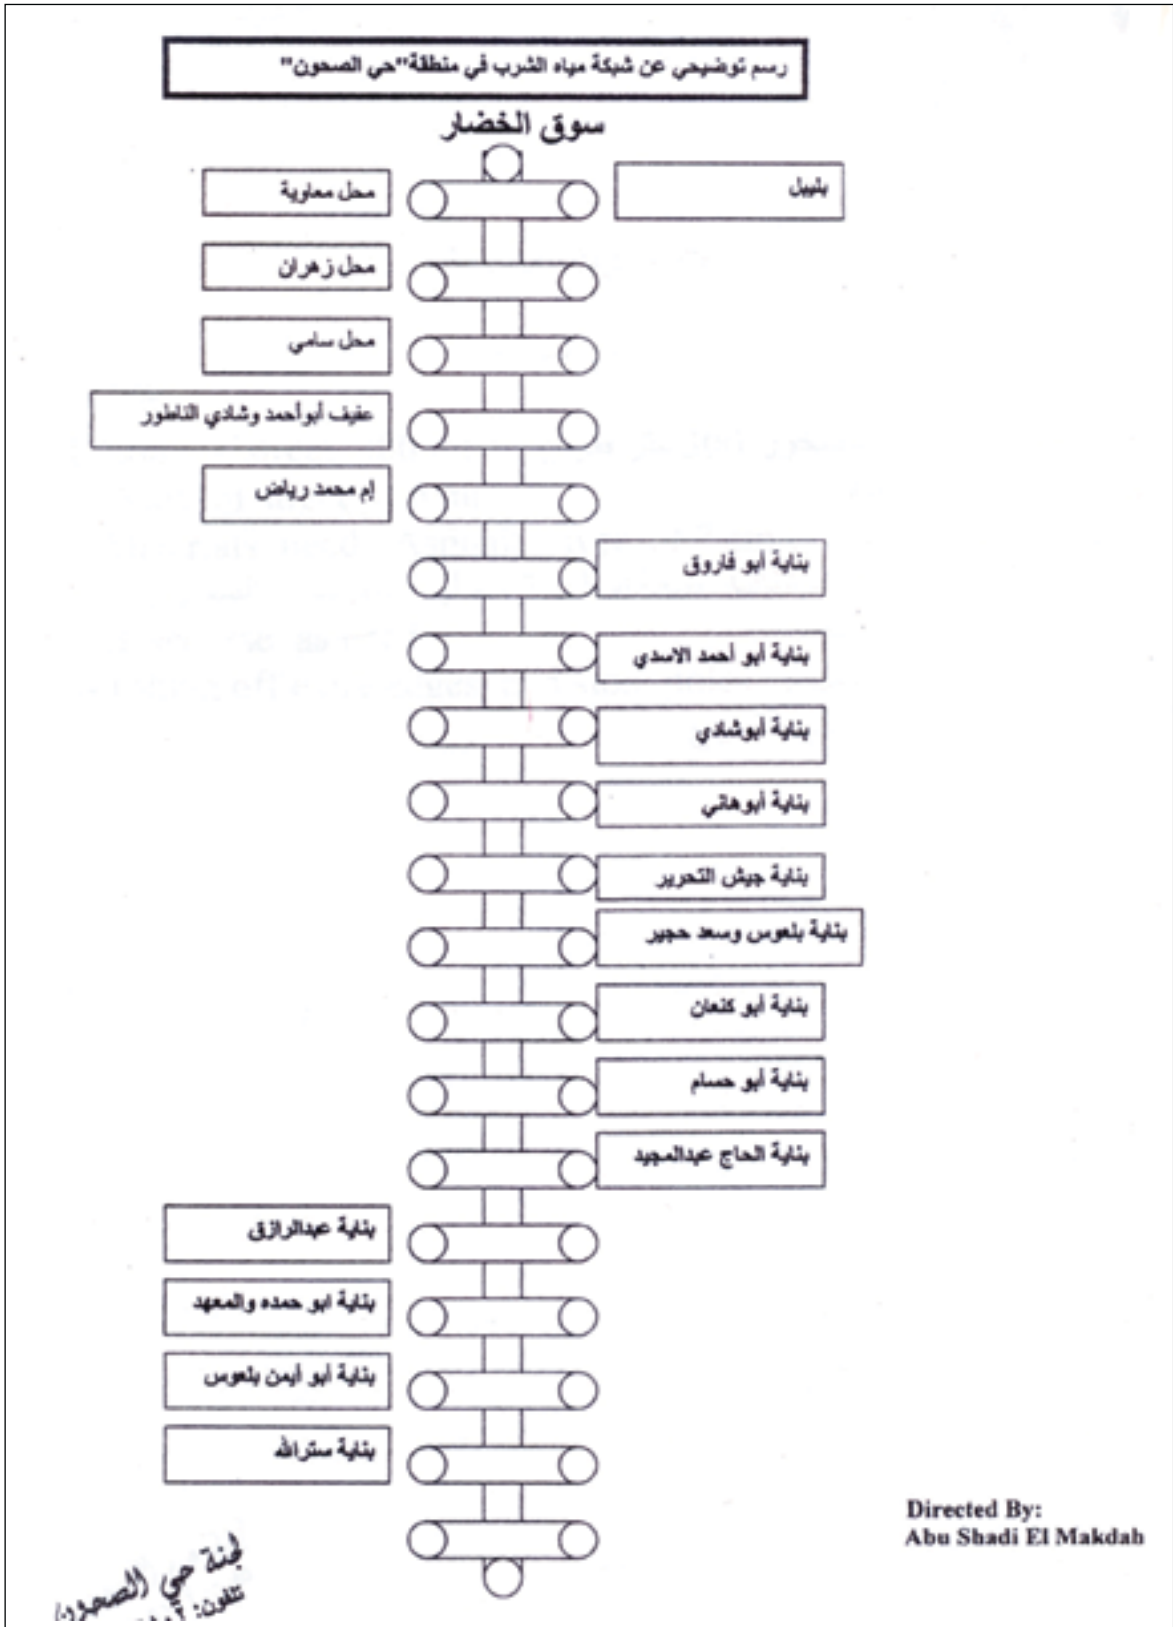 رسم توضيحي عن شبكة مياه الشرب في منطقة"حي الصحون"
سوق الخضار
محل معاوية
بليبل
محل زهران
محل سامي
عفيف أبوأحمد وشادي الناطور
إم محمد رياض
بناية أبو فاروق
بناية أبو أحمد الاسدي
بناية أبوشادي
بناية أبوهاني
بناية جيش التحرير
بناية بلعوس وسعد حجير
بناية أبو كنعان
بناية أبو حسام
بناية الحاج عبدالمجيد
بناية عبدالرازق
بناية ابو حمده والمعهد
بناية أبو أيمن بلعوس
بناية سترالله
Directed By:
Abu Shadi El Makdah
لجنة حي الصحون
تلفون: